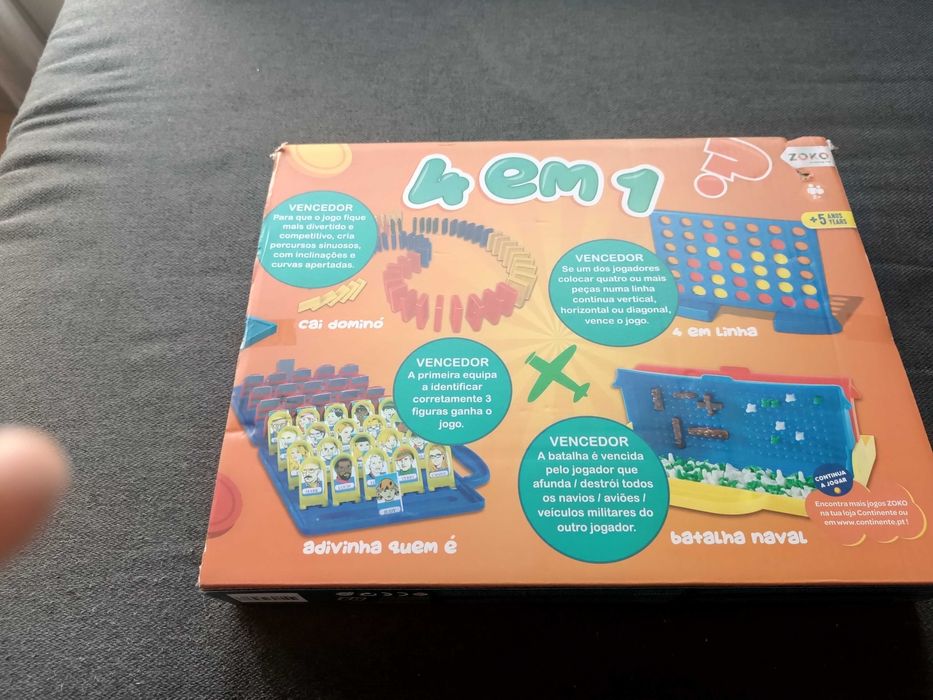 4 em 1
ZOKO
+5 ANOS
YEARS
VENCEDOR
Para que o jogo fique
mais divertido e
competitivo, cria
percursos sinuosos,
com inclinações e
curvas apertadas.
cai dominó
VENCEDOR
Se um dos jogadores
colocar quatro ou mais
peças numa linha
continua vertical,
horizontal ou diagonal,
vence o jogo.
4 em linha
VENCEDOR
A primeira equipa
a identificar
corretamente 3
figuras ganha o
jogo.
adivinha quem é
VENCEDOR
A batalha é vencida
pelo jogador que
afunda / destrói todos
os navios / aviões /
veículos militares do
outro jogador.
batalha naval
CONTINUA
A JOGAR
Encontra mais jogos ZOKO
na tua loja Continente ou
em www.continente.pt !